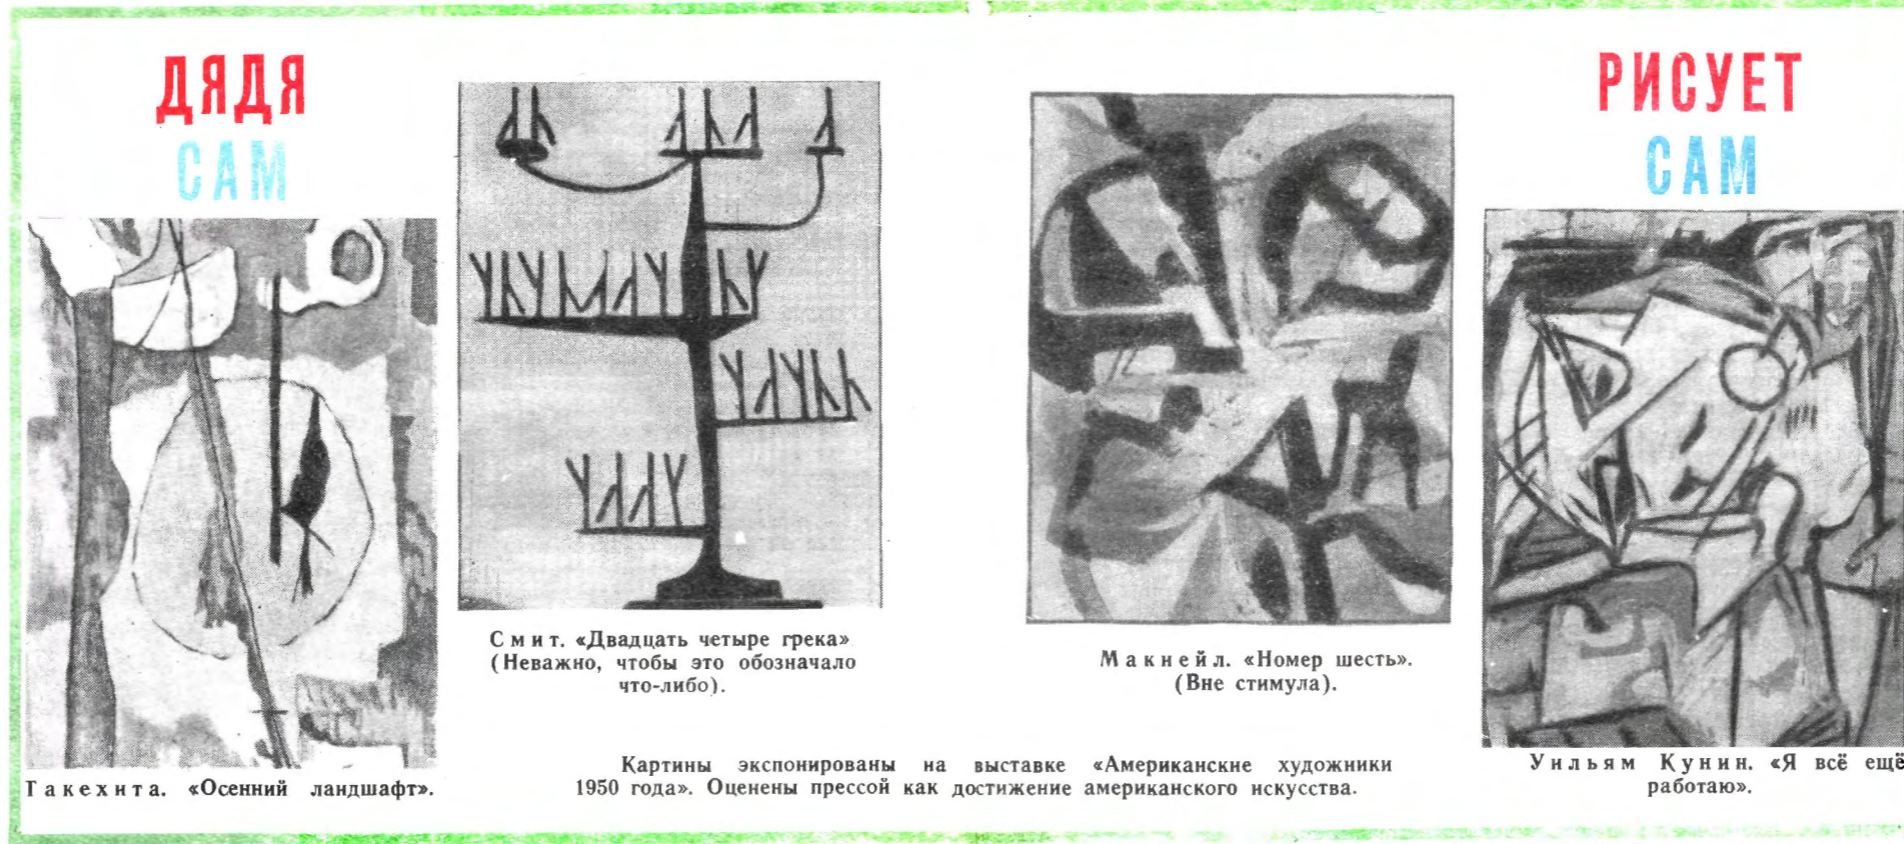 ДЯДЯ
САМ
РИСУЕТ
САМ
Такехита. «Осенний ландшафт».
Смит. «Двадцать четыре грека»
(Неважно, чтобы это обозначало
что-либо).
Макнейл. «Номер шесть».
(Вне стимула).
Уильям Кунин. «Я всё ещё
работаю».
Картины экспонированы на выставке «Американские художники
1950 года». Оценены прессой как достижение американского искусства.